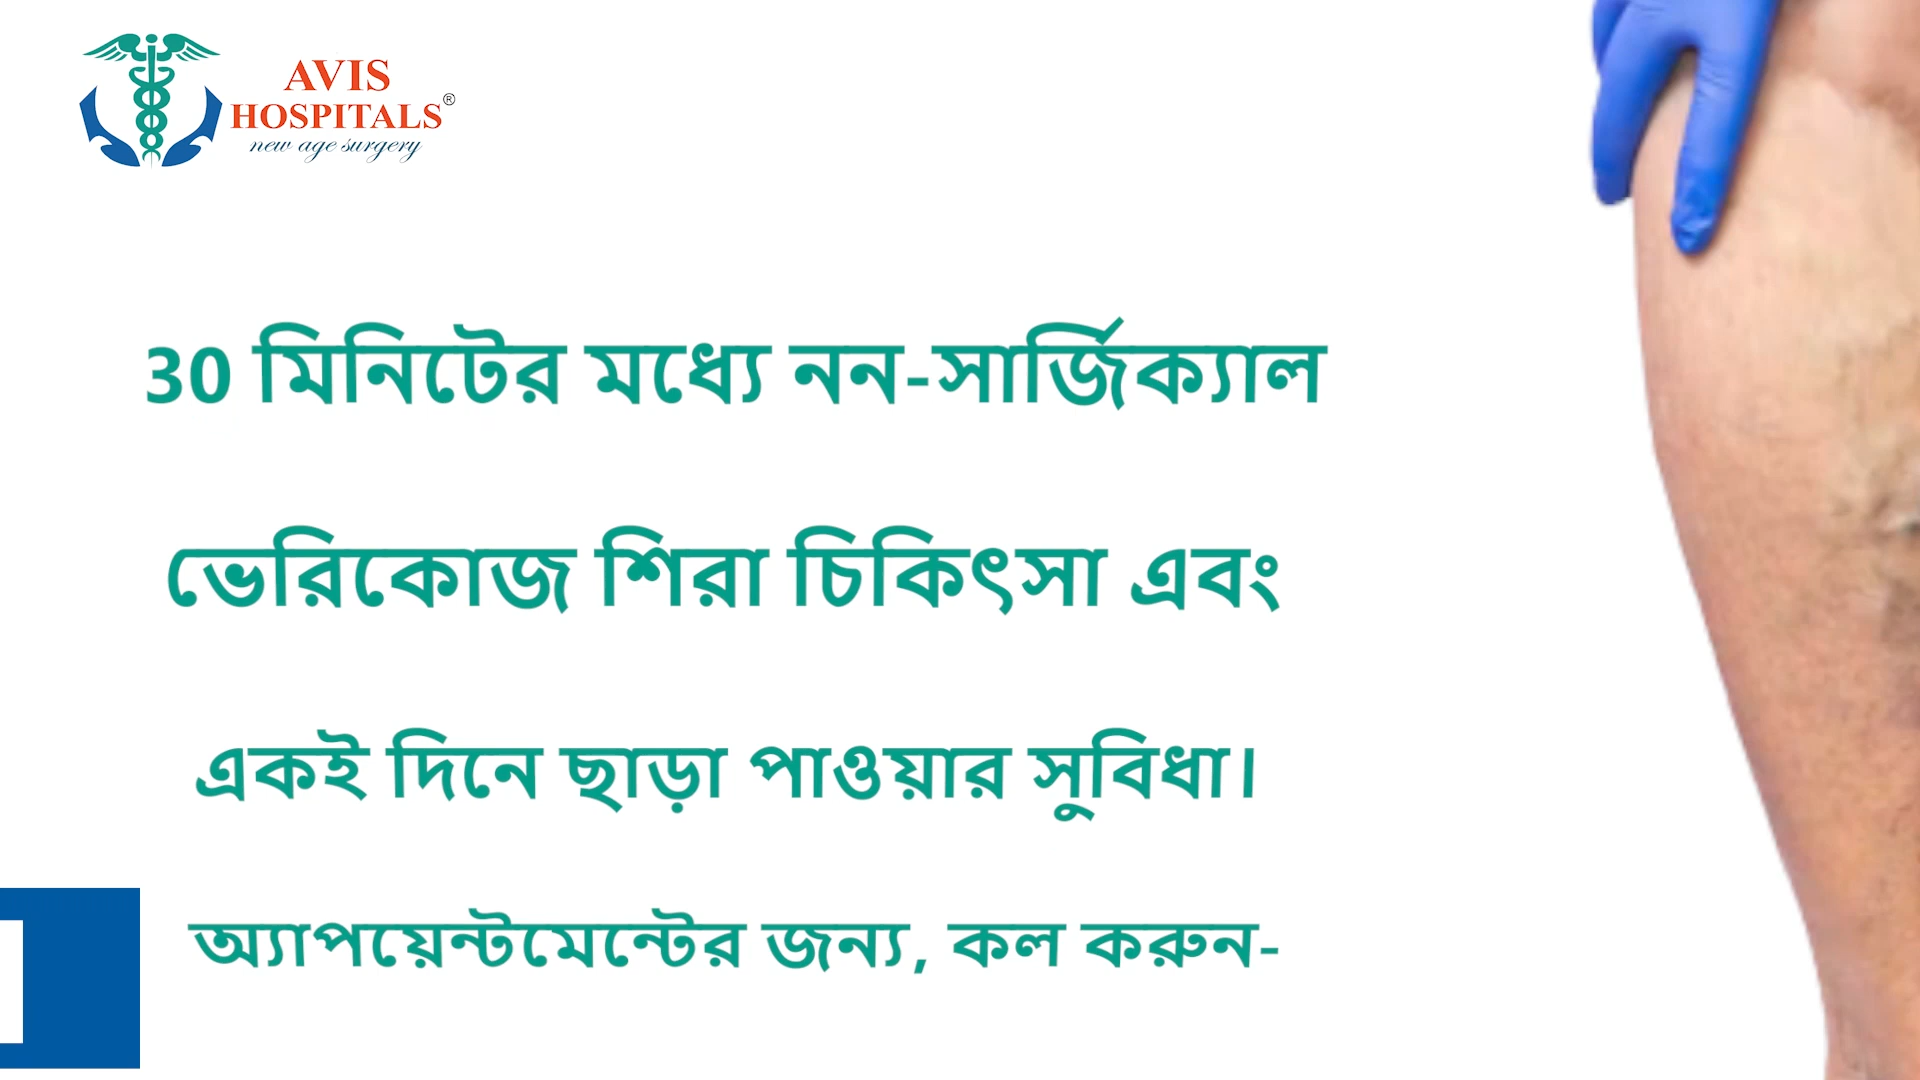 AVIS
HOSPITALS®
new age surgery
30 মিনিটের মধ্যে নন-সার্জিক্যাল
ভেরিকোজ শিরা চিকিৎসা এবং
একই দিনে ছাড়া পাওয়ার সুবিধা।
অ্যাপয়েন্টমেন্টের জন্য, কল করুন-